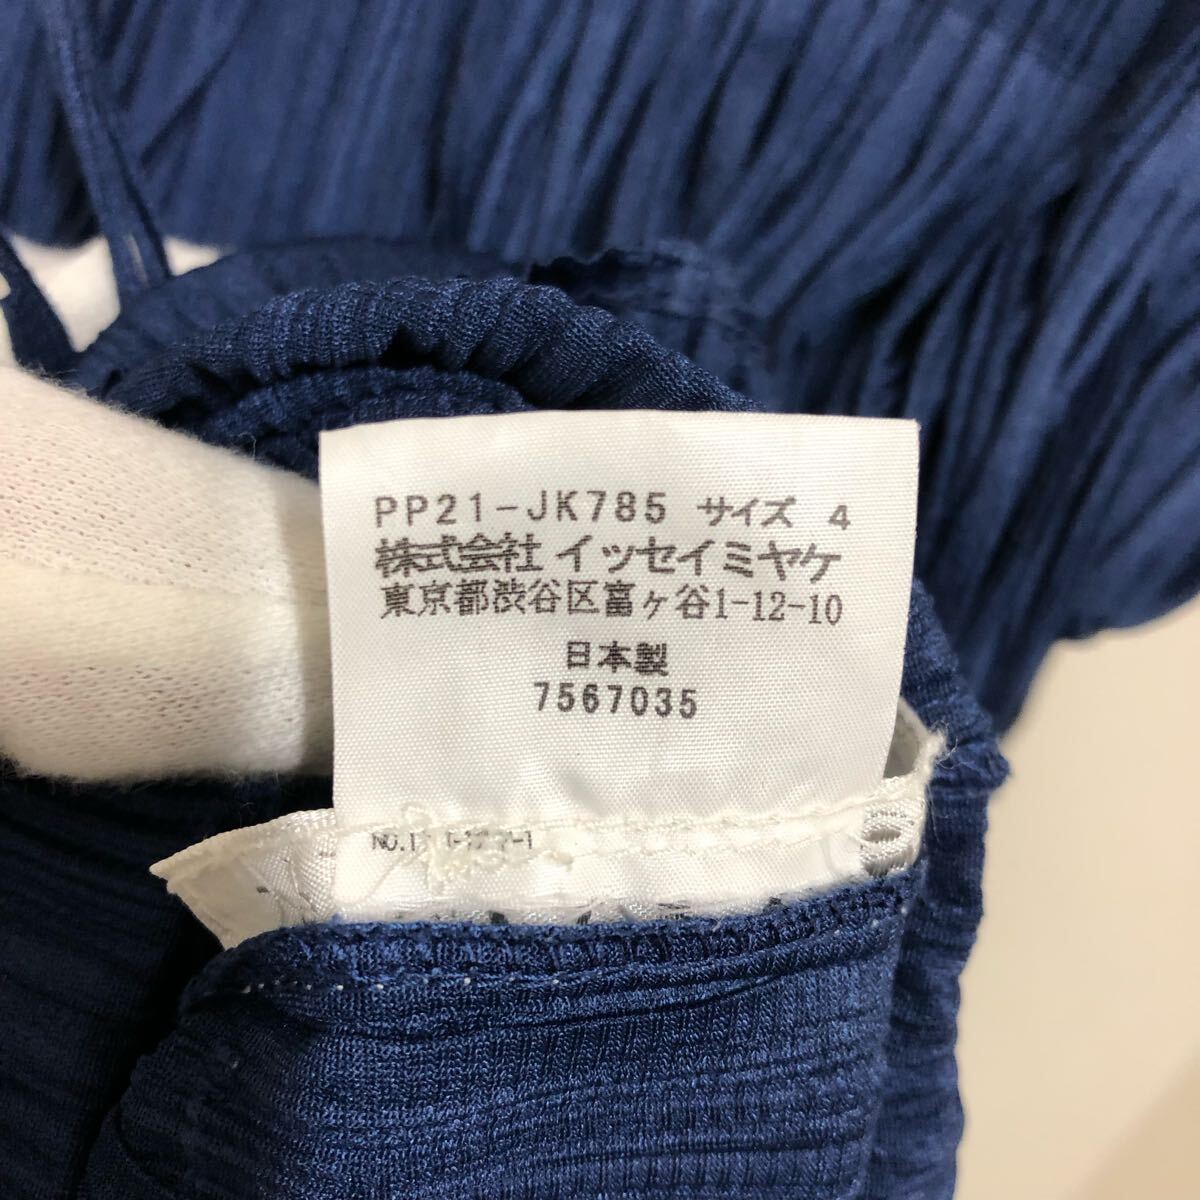 PP21-JK785 サイズ 4
株式会社 イッセイミヤケ
東京都渋谷区富ヶ谷1-12-10
日本製
7567035